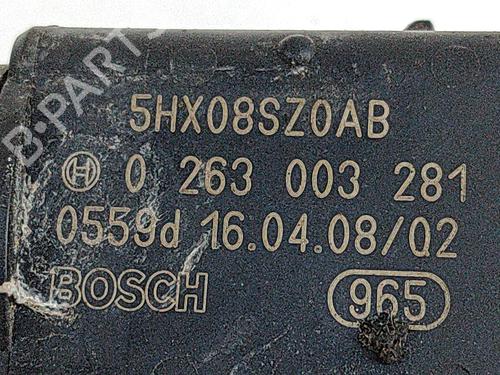 B-PARTS
5HX08SZ0AB
0 263 003 281
0559d 16.04.08/02
BOSCH 965